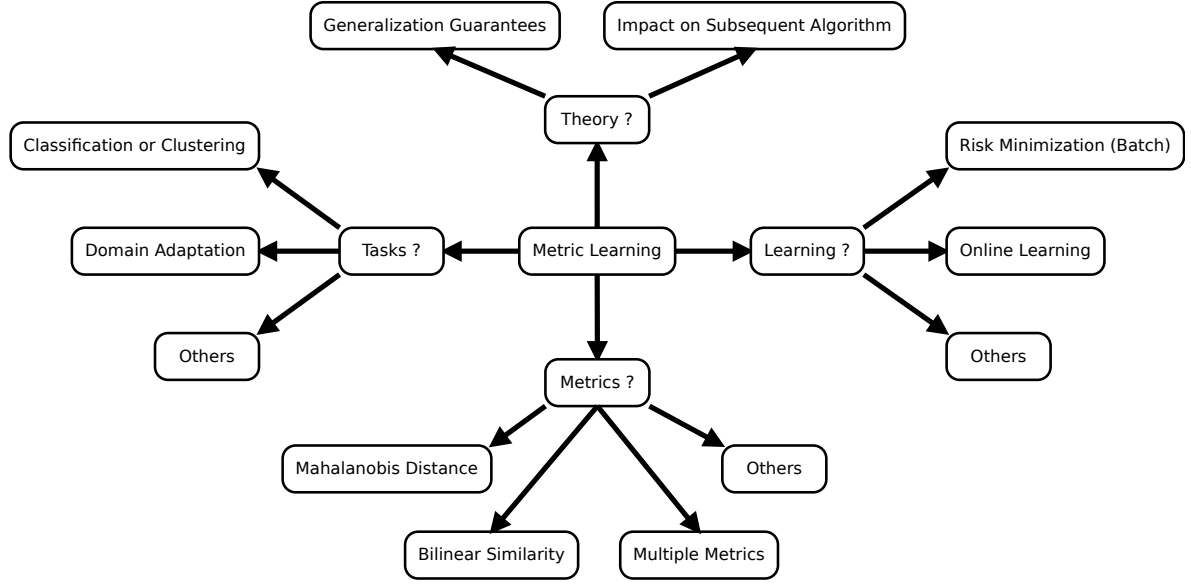 Generalization Guarantees
Impact on Subsequent Algorithm
Theory ?
Classification or Clustering
Risk Minimization (Batch)
Domain Adaptation
Tasks ?
Metric Learning
Learning ?
Online Learning
Others
Others
Metrics ?
Mahalanobis Distance
Others
Bilinear Similarity
Multiple Metrics